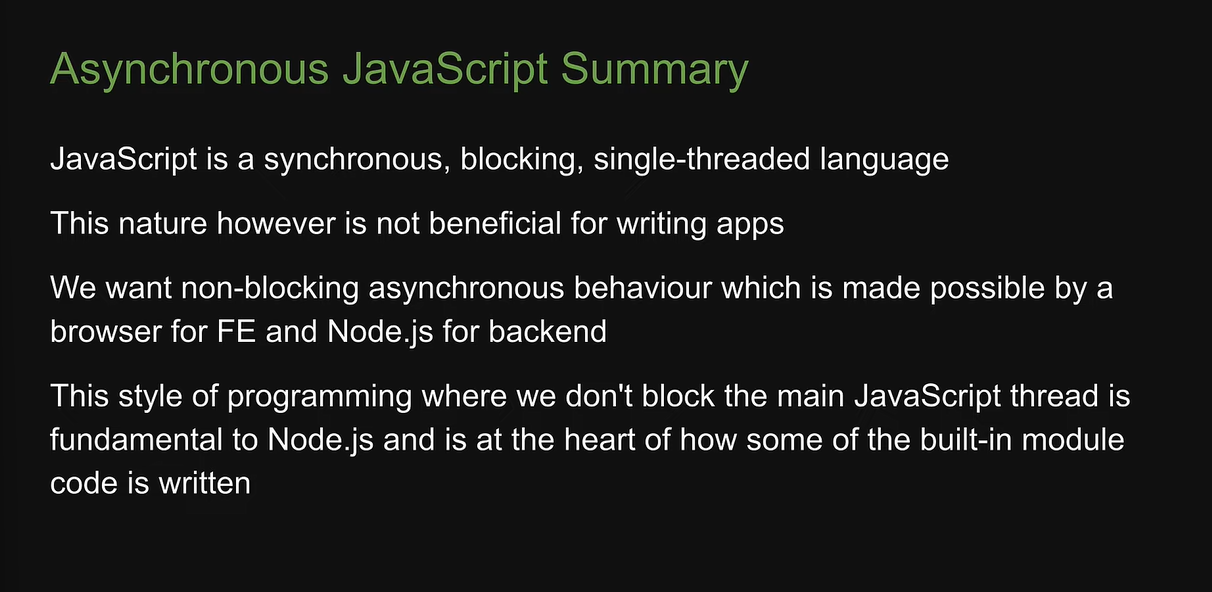 Asynchronous JavaScript Summary
JavaScript is a synchronous, blocking, single-threaded language
This nature however is not beneficial for writing apps
We want non-blocking asynchronous behaviour which is made possible by a
browser for FE and Node.js for backend
This style of programming where we don't block the main JavaScript thread is
fundamental to Node.js and is at the heart of how some of the built-in module
code is written